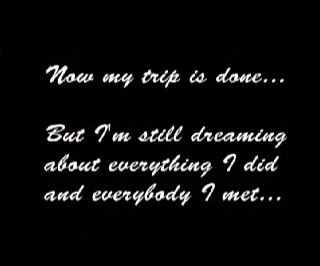 Now my trip is done...
But I'm still dreaming
about everything I did
and everybody I met...